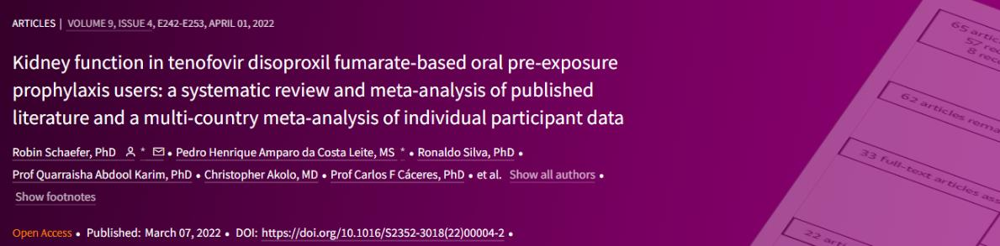 ARTICLES | VOLUME 9, ISSUE 4, E242-E253, APRIL 01, 2022
Kidney function in tenofovir disoproxil fumarate-based oral pre-exposure
prophylaxis users: a systematic review and meta-analysis of published
literature and a multi-country meta-analysis of individual participant data
Robin Schaefer, PhD * • Pedro Henrique Amparo da Costa Leite, MS * • Ronaldo Silva, PhD •
Prof Quarraisha Abdool Karim, PhD • Christopher Akolo, MD • Prof Carlos F Cáceres, PhD • et al. Show all authors •
Show footnotes
Open Access • Published: March 07, 2022 • DOI: https://doi.org/10.1016/S2352-3018(22)00004-2 •
65
57
8
62 articles
33 full-text articles
22